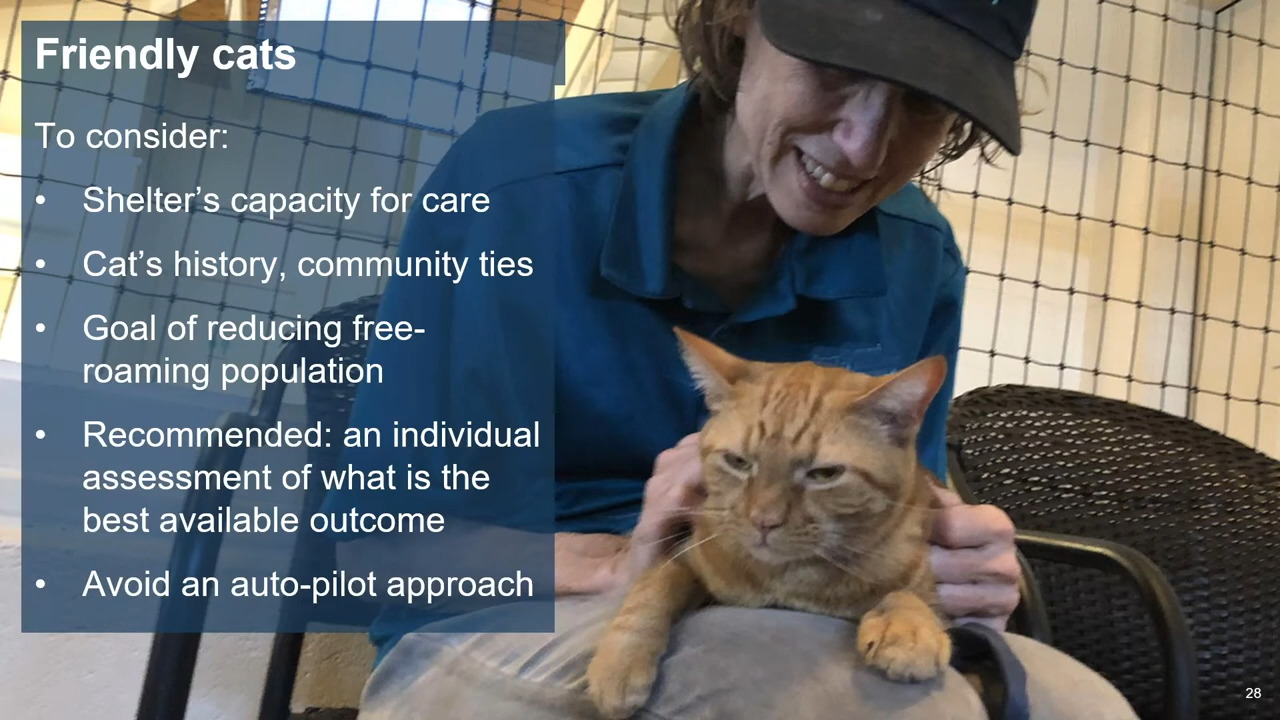 Friendly cats
To consider:
• Shelter’s capacity for care
• Cat’s history, community ties
• Goal of reducing free-
roaming population
• Recommended: an individual
assessment of what is the
best available outcome
• Avoid an auto-pilot approach
28